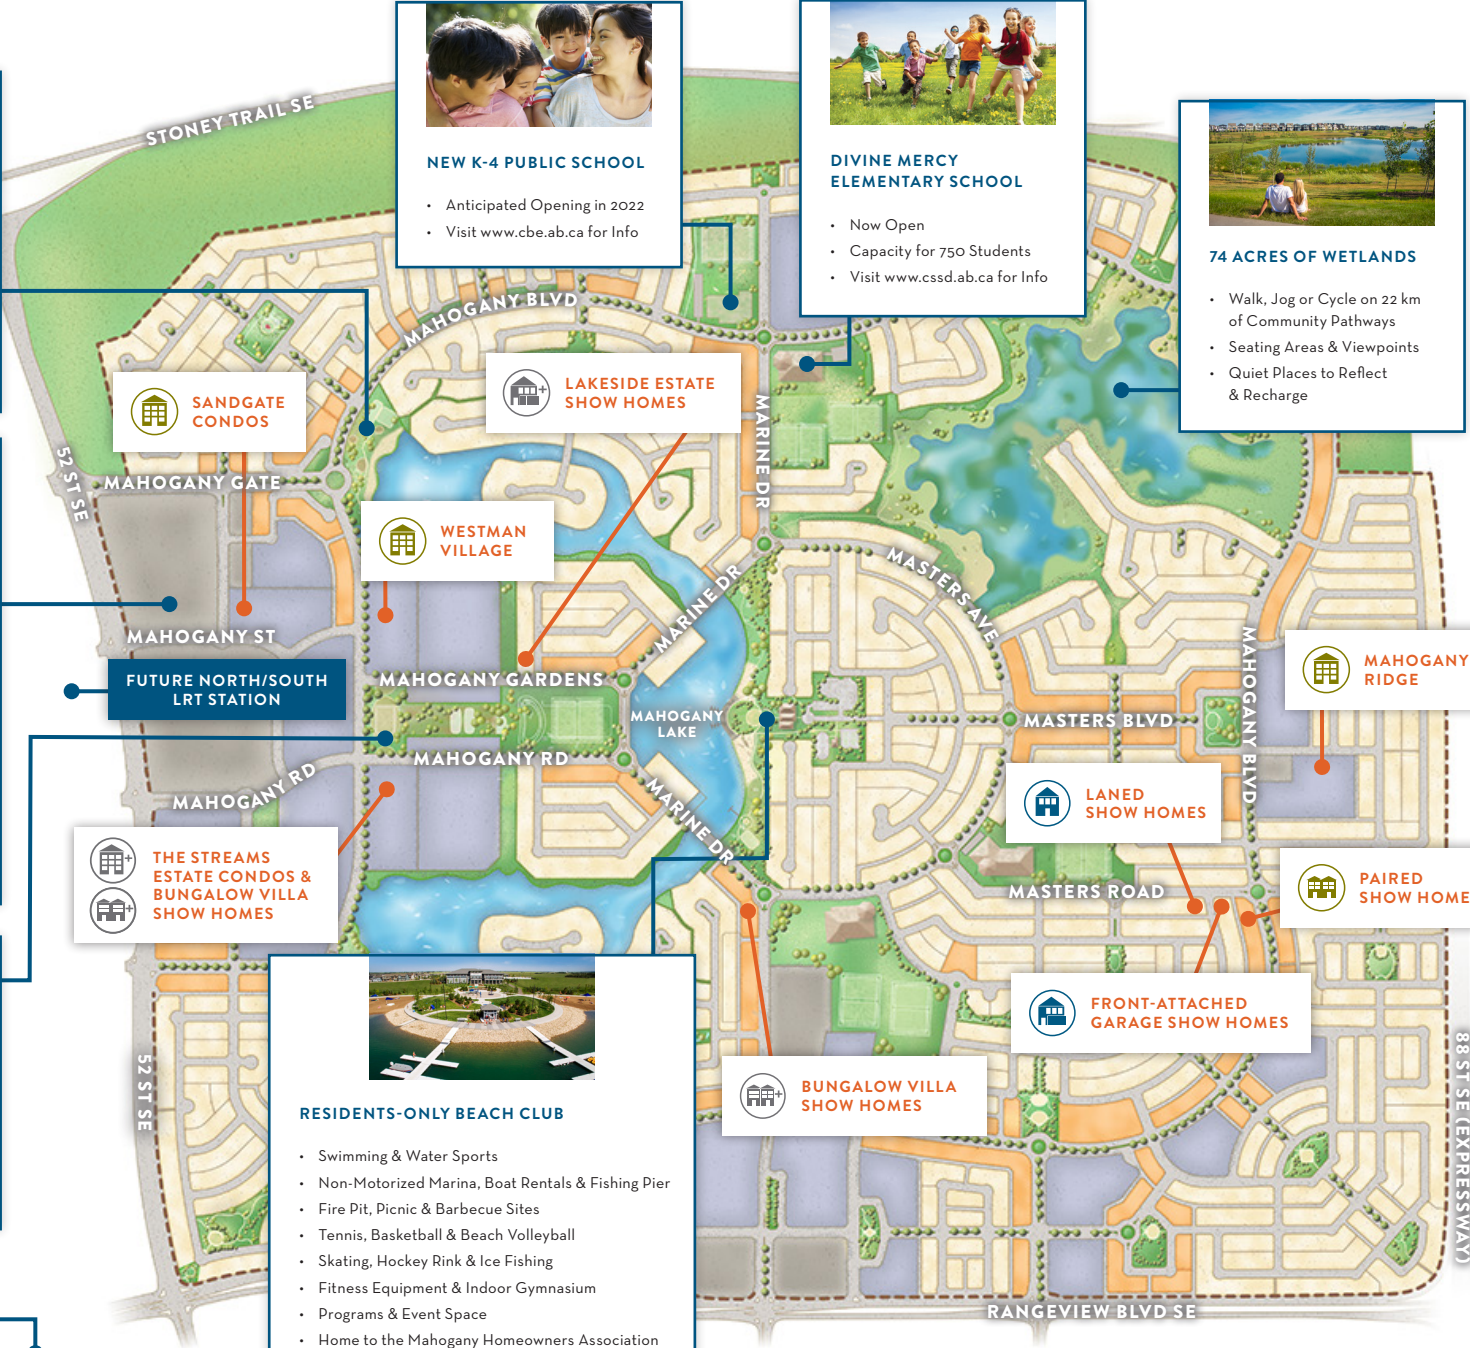 STONEY TRAIL SE
NEW K-4 PUBLIC SCHOOL
• Anticipated Opening in 2022
• Visit www.cbe.ab.ca for Info
DIVINE MERCY
ELEMENTARY SCHOOL
• Now Open
• Capacity for 750 Students
• Visit www.cssd.ab.ca for Info
74 ACRES OF WETLANDS
• Walk, Jog or Cycle on 22 km
of Community Pathways
• Seating Areas & Viewpoints
• Quiet Places to Reflect
& Recharge
MAHOGANY BLVD
SANDGATE
CONDOS
LAKESIDE ESTATE
SHOW HOMES
MARINE DR
52 ST SE
MAHOGANY GATE
WESTMAN
VILLAGE
MARINE DR
MASTERS AVE
MAHOGANY ST
FUTURE NORTH/SOUTH
LRT STATION
MAHOGANY GARDENS
MAHOGANY
LAKE
MASTERS BLVD
MAHOGANY BLVD
MAHOGANY
RIDGE
MAHOGANY RD
MAHOGANY RD
MARINE DR
LANED
SHOW HOMES
THE STREAMS
ESTATE CONDOS &
BUNGALOW VILLA
SHOW HOMES
MASTERS ROAD
PAIRED
SHOW HOME
FRONT-ATTACHED
GARAGE SHOW HOMES
52 ST SE
88 ST SE (EXPRESSWAY)
BUNGALOW VILLA
SHOW HOMES
RESIDENTS-ONLY BEACH CLUB
• Swimming & Water Sports
• Non-Motorized Marina, Boat Rentals & Fishing Pier
• Fire Pit, Picnic & Barbecue Sites
• Tennis, Basketball & Beach Volleyball
• Skating, Hockey Rink & Ice Fishing
• Fitness Equipment & Indoor Gymnasium
• Programs & Event Space
• Home to the Mahogany Homeowners Association
RANGEVIEW BLVD SE